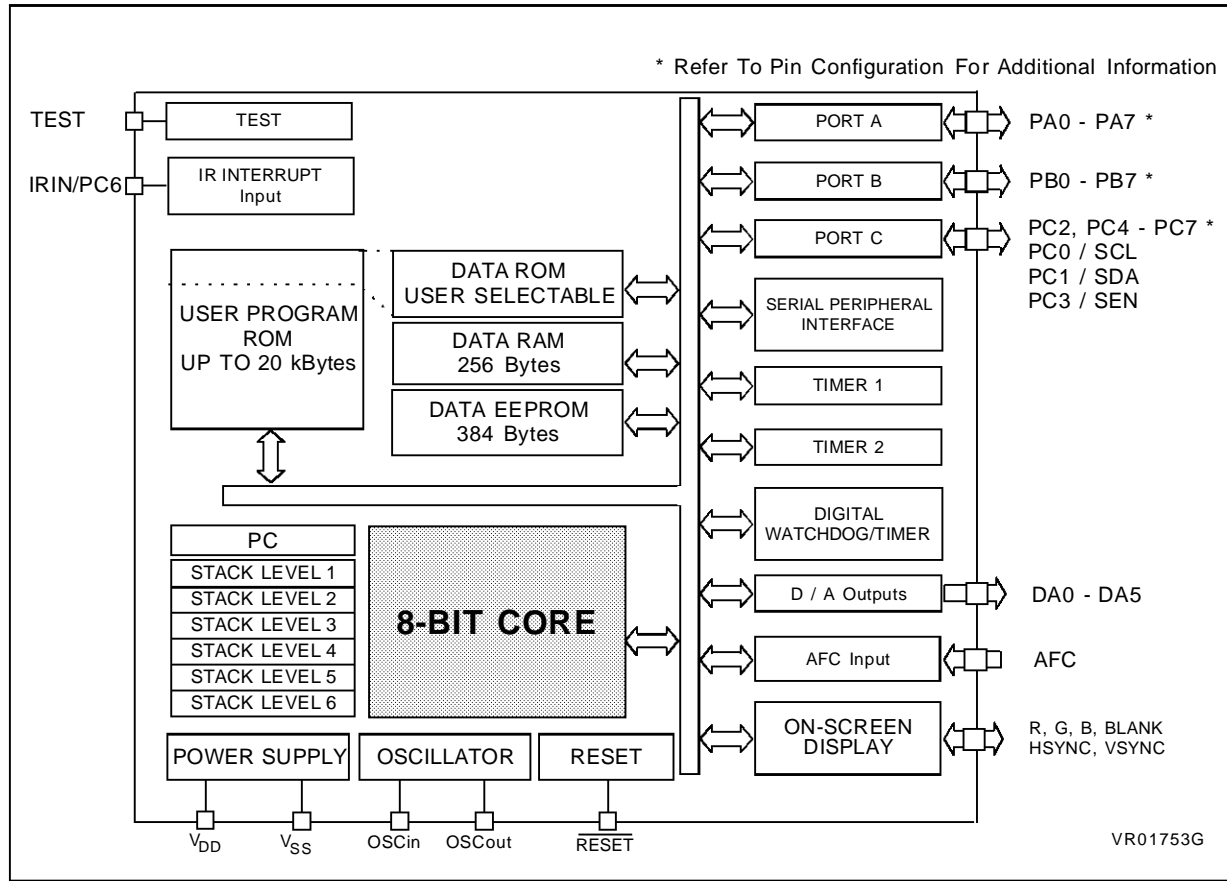 * Refer To Pin Configuration For Additional Information
TEST
TEST
IRIN/PC6
IR INTERRUPT
Input
USER PROGRAM
ROM
UP TO 20 kBytes
DATA ROM
USER SELECTABLE
DATA RAM
256 Bytes
DATA EEPROM
384 Bytes
PC
STACK LEVEL 1
STACK LEVEL 2
STACK LEVEL 3
STACK LEVEL 4
STACK LEVEL 5
STACK LEVEL 6
8-BIT CORE
POWER SUPPLY
OSCILLATOR
RESET
VDD
VSS
OSCin
OSCout
RESET
PORT A
PA0 - PA7 *
PORT B
PB0 - PB7 *
PORT C
PC2, PC4 - PC7 *
PC0 / SCL
PC1 / SDA
PC3 / SEN
SERIAL PERIPHERAL
INTERFACE
TIMER 1
TIMER 2
DIGITAL
WATCHDOG/TIMER
D / A Outputs
DA0 - DA5
AFC Input
AFC
ON-SCREEN
DISPLAY
R, G, B, BLANK
HSYNC, VSYNC
VR01753G